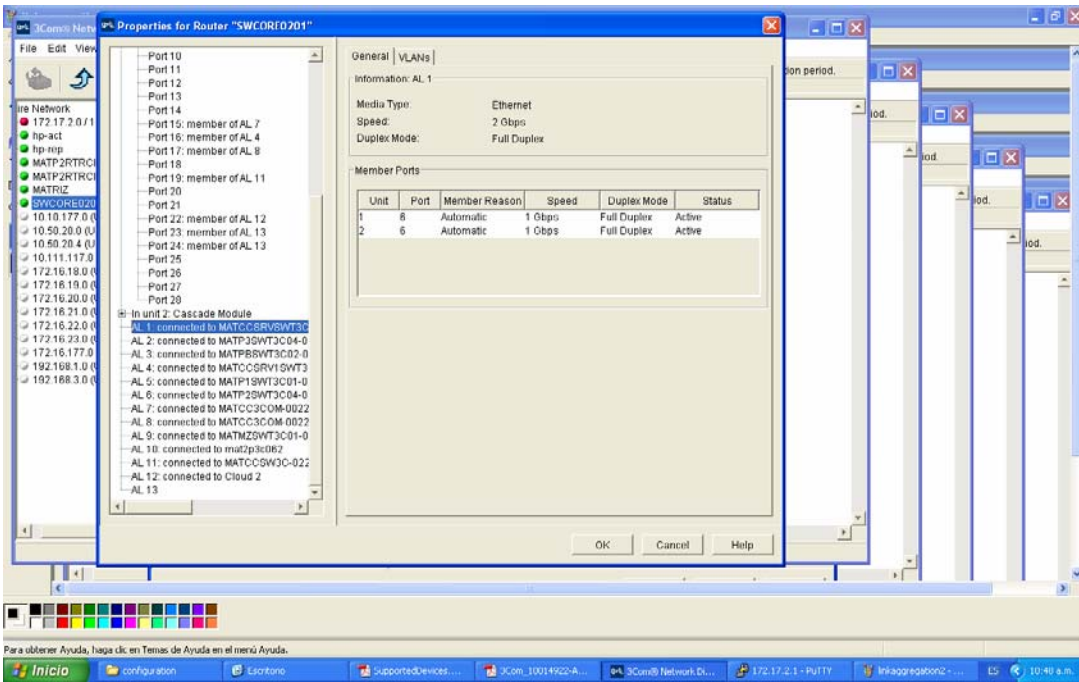 3Com® Netw
Properties for Router "SWCORE0201"
File Edit View
ire Network
172.17.2.0/1
hp-act
hp-rep
MATP2RTRCI
MATP2RTRCI
MATRIZ
SWCORE020
10.10.177.0 (U
10.50.20.0 (U
10.50.20.4 (U
10.111.117.0
172.16.18.0 (U
172.16.19.0 (U
172.16.20.0 (U
172.16.21.0 (U
172.16.22.0 (U
172.16.23.0 (U
172.16.177.0
192.168.1.0 (U
192.168.3.0 (U
Port 10
Port 11
Port 12
Port 13
Port 14
Port 15: member of AL 7
Port 16: member of AL 4
Port 17: member of AL 8
Port 18
Port 19: member of AL 11
Port 20
Port 21
Port 22: member of AL 12
Port 23: member of AL 13
Port 24: member of AL 13
Port 25
Port 26
Port 27
Port 28
In unit 2: Cascade Module
AL 1: connected to MATCCSRVSWT3C
AL 2: connected to MATP3SWT3C04-0
AL 3: connected to MATPBSWT3C02-0
AL 4: connected to MATCCSRV1SWT3
AL 5: connected to MATP1SWT3C01-0
AL 6: connected to MATP2SWT3C04-0
AL 7: connected to MATCC3COM-0022
AL 8: connected to MATCC3COM-0022
AL 9: connected to MATMZSWT3C01-0
AL 10: connected to mat2p3c062
AL 11: connected to MATCCSW3C-022
AL 12: connected to Cloud 2
AL 13
General VLANs
Information: AL 1
Media Type: Ethernet
Speed: 2 Gbps
Duplex Mode: Full Duplex
Member Ports
Unit Port Member Reason Speed Duplex Mode Status
1 6 Automatic 1 Gbps Full Duplex Active
2 6 Automatic 1 Gbps Full Duplex Active
OK Cancel Help
ion period.
iod.
iod.
iod.
iod.
Para obtener Ayuda, haga clic en Temas de Ayuda en el menú Ayuda.
Inicio configuration Escritorio SupportedDevices.... 3Com_10014922-A... 3Com® Network Di... 172.17.2.1 - PuTTY linkaggregation2 - ... ES 10:40 a.m.